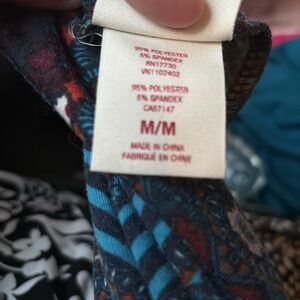 95% POLYESTER
5% SPANDEX
RN17730
VN1102402
95% POLYESTER
5% SPANDEX
CA57147
M/M
MADE IN CHINA
FABRIQUÉ EN CHINE